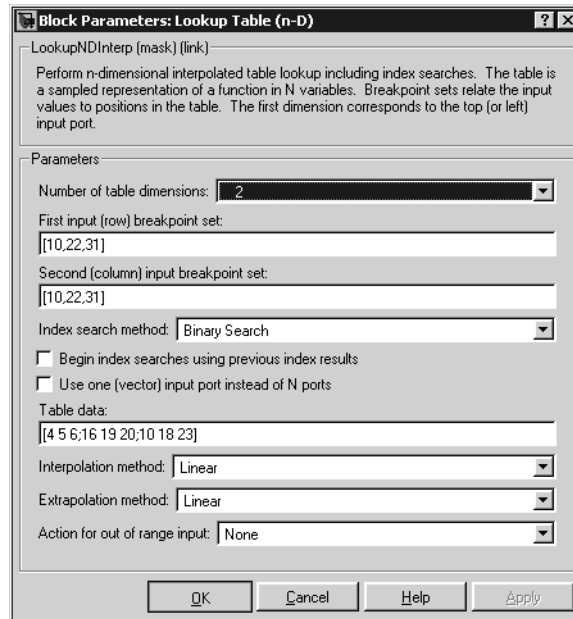 Block Parameters: Lookup Table (n-D)
LookupNDInterp (mask) (link)
Perform n-dimensional interpolated table lookup including index searches. The table is
a sampled representation of a function in N variables. Breakpoint sets relate the input
values to positions in the table. The first dimension corresponds to the top (or left)
input port.
Parameters
Number of table dimensions: 2
First input (row) breakpoint set:
[10,22,31]
Second (column) input breakpoint set:
[10,22,31]
Index search method: Binary Search
Begin index searches using previous index results
Use one (vector) input port instead of N ports
Table data:
[4 5 6;16 19 20;10 18 23]
Interpolation method: Linear
Extrapolation method: Linear
Action for out of range input: None
OK Cancel Help Apply